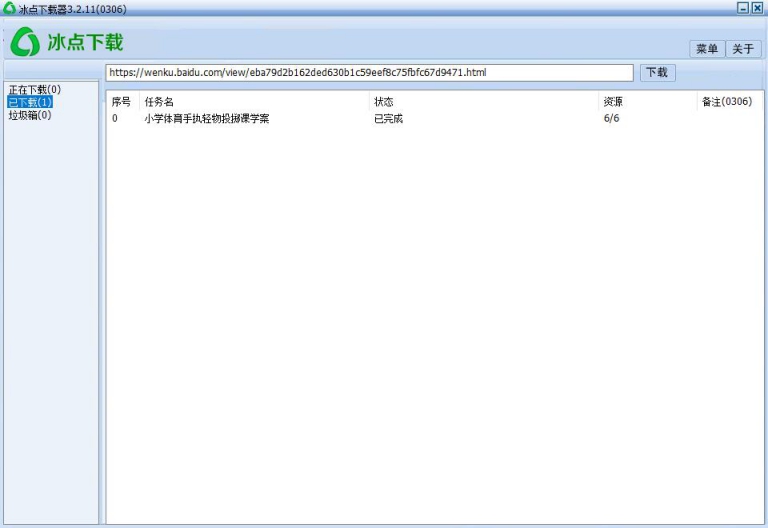 冰点下载器3.2.11(0306)
冰点下载
菜单 关于
https://wenku.baidu.com/view/eba79d2b162ded630b1c59eef8c75fbfc67d9471.html 下载
正在下载(0)
已下载(1)
垃圾箱(0)
序号 任务名 状态 资源 备注(0306)
0 小学体育手执轻物投掷课学案 已完成 6/6